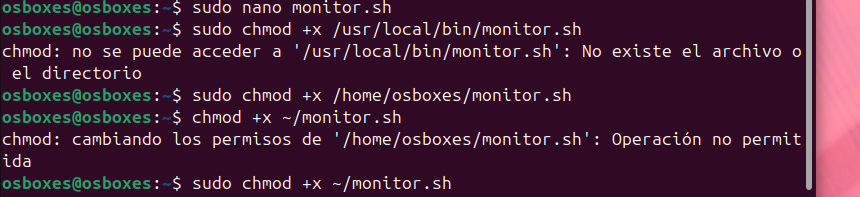 osboxes@osboxes:~$ sudo nano monitor.sh
osboxes@osboxes:~$ sudo chmod +x /usr/local/bin/monitor.sh
chmod: no se puede acceder a '/usr/local/bin/monitor.sh': No existe el archivo o
 el directorio
osboxes@osboxes:~$ sudo chmod +x /home/osboxes/monitor.sh
osboxes@osboxes:~$ chmod +x ~/monitor.sh
chmod: cambiando los permisos de '/home/osboxes/monitor.sh': Operación no permit
ida
osboxes@osboxes:~$ sudo chmod +x ~/monitor.sh